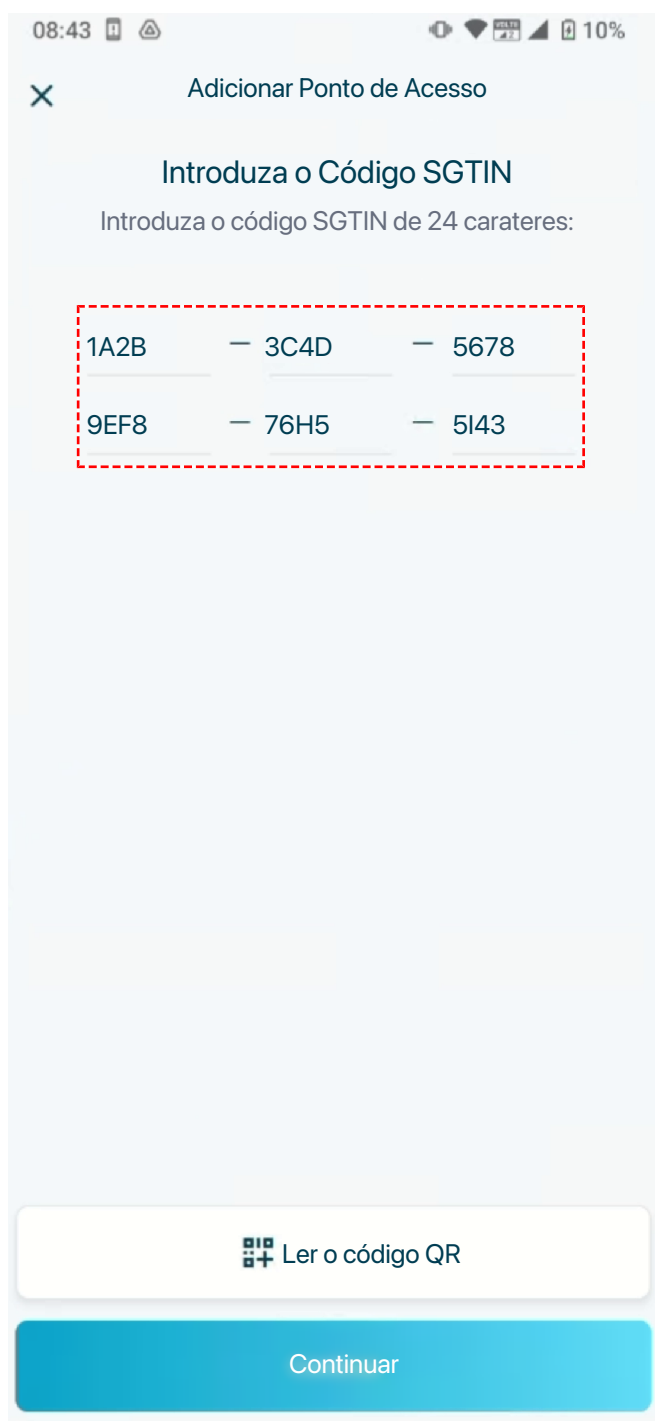 08:43 10%
Adicionar Ponto de Acesso
Introduza o Código SGTIN
Introduza o código SGTIN de 24 carateres:
1A2B — 3C4D — 5678
9EF8 — 76H5 — 5I43
Ler o código QR
Continuar